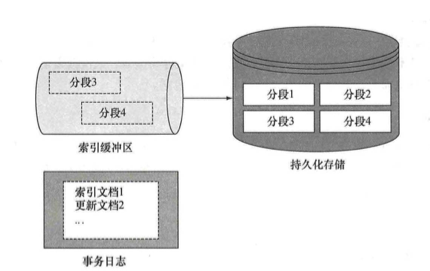 分段3
分段4
索引缓冲区
分段1
分段2
分段3
分段4
持久化存储
索引文档1
更新文档2
...
事务日志